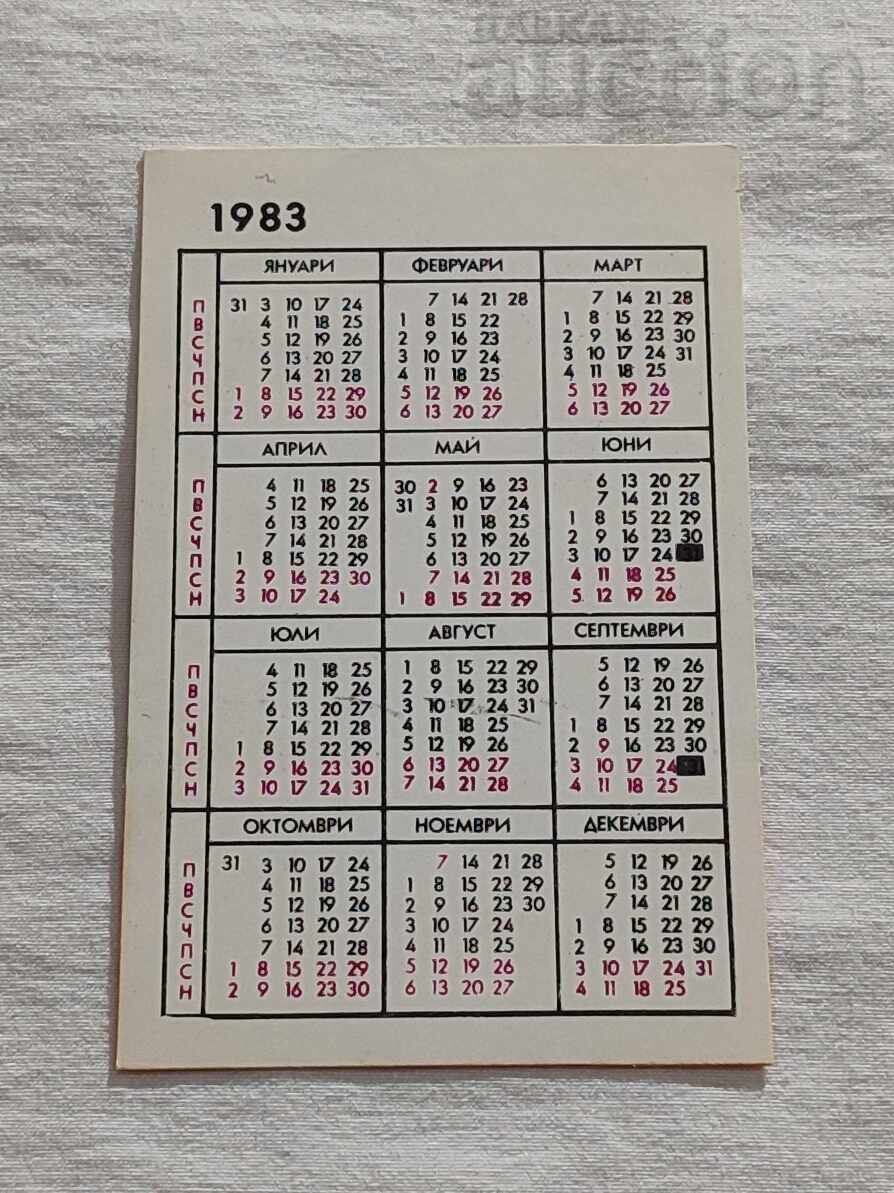 BALKAN
auction
1983
ЯНУАРИ ФЕВРУАРИ МАРТ
П 31 3 10 17 24 7 14 21 28 7 14 21 28
В 4 11 18 25 1 8 15 22 1 8 15 22 29
С 5 12 19 26 2 9 16 23 2 9 16 23 30
Ч 6 13 20 27 3 10 17 24 3 10 17 24 31
П 7 14 21 28 4 11 18 25 4 11 18 25
С 1 8 15 22 29 5 12 19 26 5 12 19 26
Н 2 9 16 23 30 6 13 20 27 6 13 20 27
АПРИЛ МАЙ ЮНИ
П 4 11 18 25 30 2 9 16 23 6 13 20 27
В 5 12 19 26 31 3 10 17 24 7 14 21 28
С 6 13 20 27 4 11 18 25 1 8 15 22 29
Ч 7 14 21 28 5 12 19 26 2 9 16 23 30
П 1 8 15 22 29 6 13 20 27 3 10 17 24 31
С 2 9 16 23 30 7 14 21 28 4 11 18 25
Н 3 10 17 24 1 8 15 22 29 5 12 19 26
ЮЛИ АВГУСТ СЕПТЕМВРИ
П 4 11 18 25 1 8 15 22 29 5 12 19 26
В 5 12 19 26 2 9 16 23 30 6 13 20 27
С 6 13 20 27 3 10 17 24 31 7 14 21 28
Ч 7 14 21 28 4 11 18 25 1 8 15 22 29
П 1 8 15 22 29 5 12 19 26 2 9 16 23 30
С 2 9 16 23 30 6 13 20 27 3 10 17 24 31
Н 3 10 17 24 31 7 14 21 28 4 11 18 25
ОКТОМВРИ НОЕМВРИ ДЕКЕМВРИ
П 31 3 10 17 24 7 14 21 28 5 12 19 26
В 4 11 18 25 1 8 15 22 29 6 13 20 27
С 5 12 19 26 2 9 16 23 30 7 14 21 28
Ч 6 13 20 27 3 10 17 24 1 8 15 22 29
П 7 14 21 28 4 11 18 25 2 9 16 23 30
С 1 8 15 22 29 5 12 19 26 3 10 17 24 31
Н 2 9 16 23 30 6 13 20 27 4 11 18 25